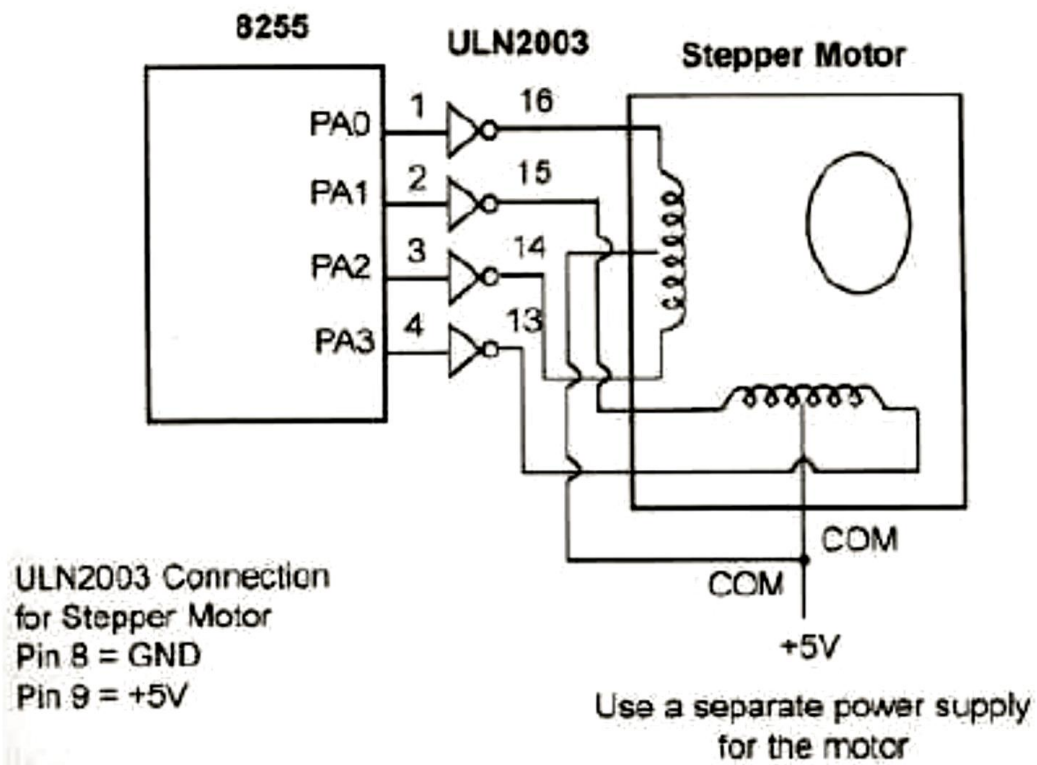 8255
ULN2003
Stepper Motor
PA0
1
16
PA1
2
15
PA2
3
14
PA3
4
13
COM
COM
+5V
ULN2003 Connection
for Stepper Motor
Pin 8 = GND
Pin 9 = +5V
Use a separate power supply
for the motor